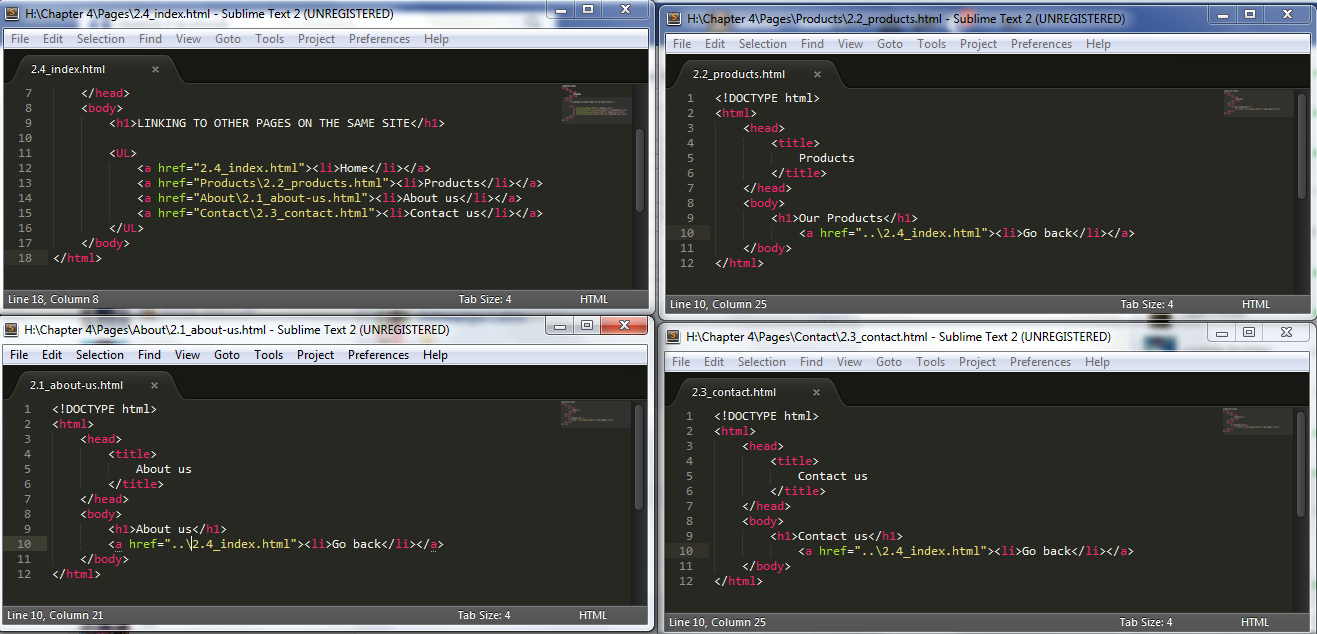 H:\Chapter 4\Pages\2.4_index.html - Sublime Text 2 (UNREGISTERED)
File Edit Selection Find View Goto Tools Project Preferences Help
2.4_index.html ×
7 </head>
8 <body>
9 <h1>LINKING TO OTHER PAGES ON THE SAME SITE</h1>
10
11 <UL>
12 <a href="2.4_index.html"><li>Home</li></a>
13 <a href="Products\2.2_products.html"><li>Products</li></a>
14 <a href="About\2.1_about-us.html"><li>About us</li></a>
15 <a href="Contact\2.3_contact.html"><li>Contact us</li></a>
16 </UL>
17 </body>
18 </html>
Line 18, Column 8 Tab Size: 4 HTML
H:\Chapter 4\Pages\Products\2.2_products.html - Sublime Text 2 (UNREGISTERED)
File Edit Selection Find View Goto Tools Project Preferences Help
2.2_products.html ×
1 <!DOCTYPE html>
2 <html>
3 <head>
4 <title>
5 Products
6 </title>
7 </head>
8 <body>
9 <h1>Our Products</h1>
10 <a href="..\2.4_index.html"><li>Go back</li></a>
11 </body>
12 </html>
Line 10, Column 25 Tab Size: 4 HTML
H:\Chapter 4\Pages\About\2.1_about-us.html - Sublime Text 2 (UNREGISTERED)
File Edit Selection Find View Goto Tools Project Preferences Help
2.1_about-us.html ×
1 <!DOCTYPE html>
2 <html>
3 <head>
4 <title>
5 About us
6 </title>
7 </head>
8 <body>
9 <h1>About us</h1>
10 <a href="..\2.4_index.html"><li>Go back</li></a>
11 </body>
12 </html>
Line 10, Column 21 Tab Size: 4 HTML
H:\Chapter 4\Pages\Contact\2.3_contact.html - Sublime Text 2 (UNREGISTERED)
File Edit Selection Find View Goto Tools Project Preferences Help
2.3_contact.html ×
1 <!DOCTYPE html>
2 <html>
3 <head>
4 <title>
5 Contact us
6 </title>
7 </head>
8 <body>
9 <h1>Contact us</h1>
10 <a href="..\2.4_index.html"><li>Go back</li></a>
11 </body>
12 </html>
Line 10, Column 25 Tab Size: 4 HTML